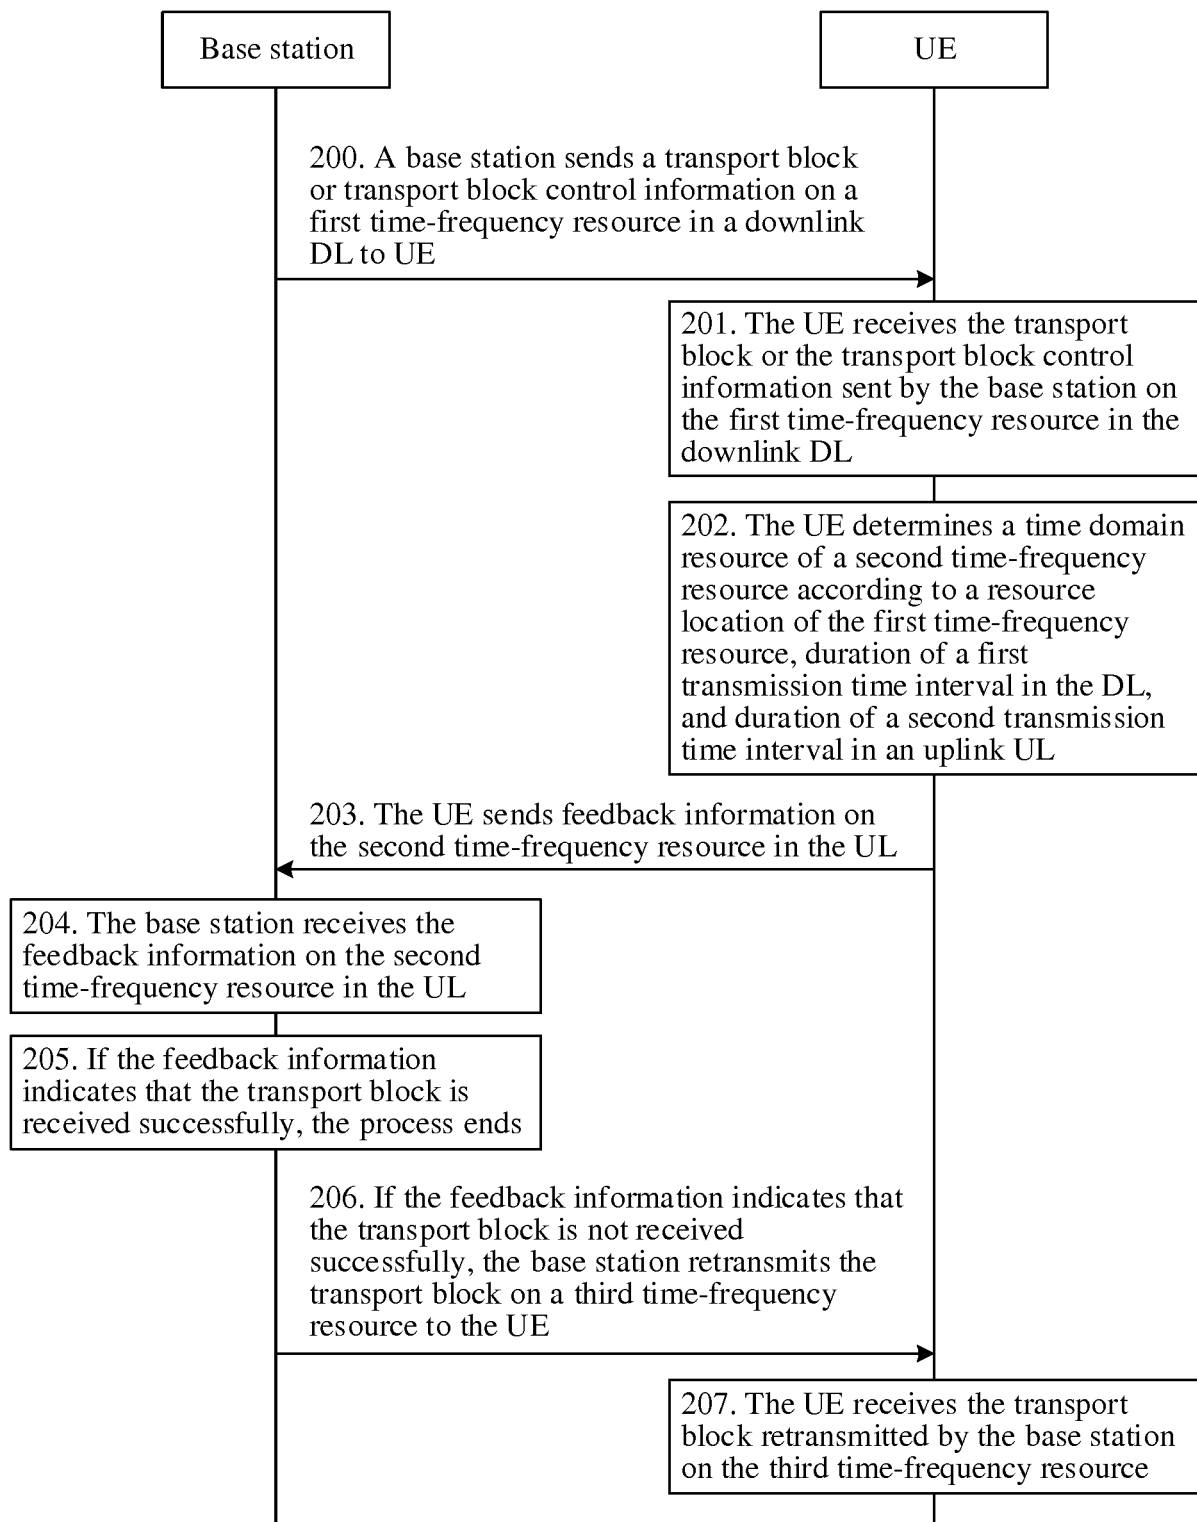 Base station
UE
200. A base station sends a transport block
or transport block control information on a
first time-frequency resource in a downlink
DL to UE
201. The UE receives the transport
block or the transport block control
information sent by the base station on
the first time-frequency resource in the
downlink DL
202. The UE determines a time domain
resource of a second time-frequency
resource according to a resource
location of the first time-frequency
resource, duration of a first
transmission time interval in the DL,
and duration of a second transmission
time interval in an uplink UL
203. The UE sends feedback information on
the second time-frequency resource in the UL
204. The base station receives the
feedback information on the second
time-frequency resource in the UL
205. If the feedback information
indicates that the transport block is
received successfully, the process ends
206. If the feedback information indicates that
the transport block is not received
successfully, the base station retransmits the
transport block on a third time-frequency
resource to the UE
207. The UE receives the transport
block retransmitted by the base station
on the third time-frequency resource